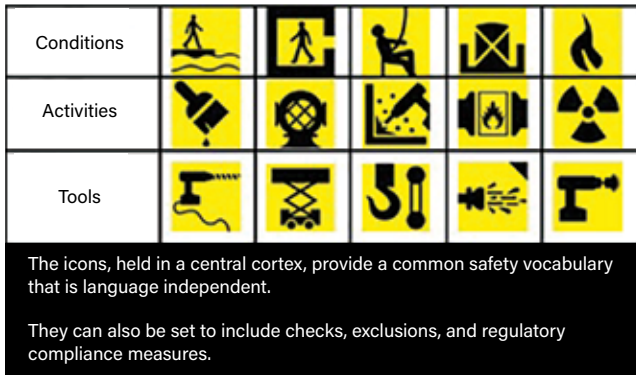 Conditions
Activities
Tools
The icons, held in a central cortex, provide a common safety vocabulary
that is language independent.
They can also be set to include checks, exclusions, and regulatory
compliance measures.